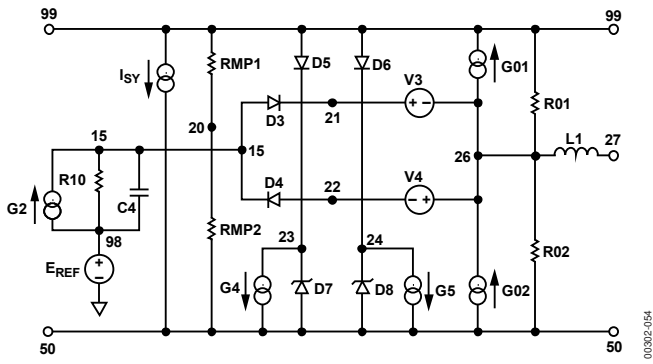 99
99
ISY
RMP1
D5
D6
G01
V3
+ −
R01
D3
21
20
15
15
26
L1
27
R10
C4
G2
D4
22
V4
− +
98
RMP2
23
24
R02
EREF
+
−
G4
D7
D8
G5
G02
50
50
00302-054